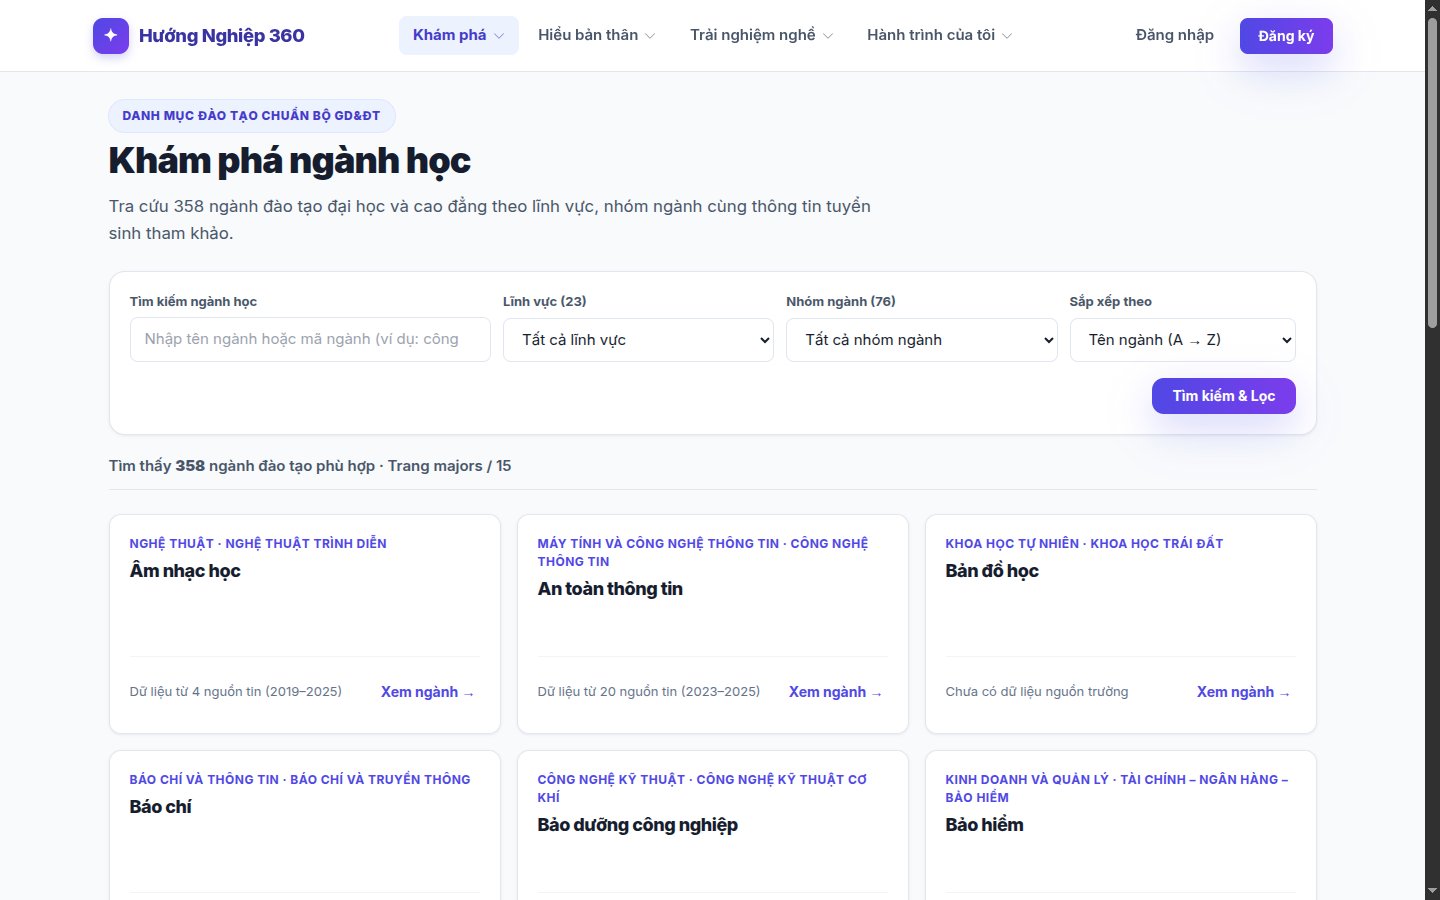 Hướng Nghiệp 360
Khám phá
Hiểu bản thân
Trải nghiệm nghề
Hành trình của tôi
Đăng nhập
Đăng ký
DANH MỤC ĐÀO TẠO CHUẨN BỘ GD&ĐT
Khám phá ngành học
Tra cứu 358 ngành đào tạo đại học và cao đẳng theo lĩnh vực, nhóm ngành cùng thông tin tuyển
sinh tham khảo.
Tìm kiếm ngành học
Lĩnh vực (23)
Nhóm ngành (76)
Sắp xếp theo
Nhập tên ngành hoặc mã ngành (ví dụ: công
Tất cả lĩnh vực
Tất cả nhóm ngành
Tên ngành (A → Z)
Tìm kiếm & Lọc
Tìm thấy 358 ngành đào tạo phù hợp · Trang majors / 15
NGHỆ THUẬT · NGHỆ THUẬT TRÌNH DIỄN
Âm nhạc học
Dữ liệu từ 4 nguồn tin (2019–2025)
Xem ngành →
MÁY TÍNH VÀ CÔNG NGHỆ THÔNG TIN · CÔNG NGHỆ
THÔNG TIN
An toàn thông tin
Dữ liệu từ 20 nguồn tin (2023–2025)
Xem ngành →
KHOA HỌC TỰ NHIÊN · KHOA HỌC TRÁI ĐẤT
Bản đồ học
Chưa có dữ liệu nguồn trường
Xem ngành →
BÁO CHÍ VÀ THÔNG TIN · BÁO CHÍ VÀ TRUYỀN THÔNG
Báo chí
CÔNG NGHỆ KỸ THUẬT · CÔNG NGHỆ KỸ THUẬT CƠ
KHÍ
Bảo dưỡng công nghiệp
KINH DOANH VÀ QUẢN LÝ · TÀI CHÍNH – NGÂN HÀNG –
BẢO HIỂM
Bảo hiểm